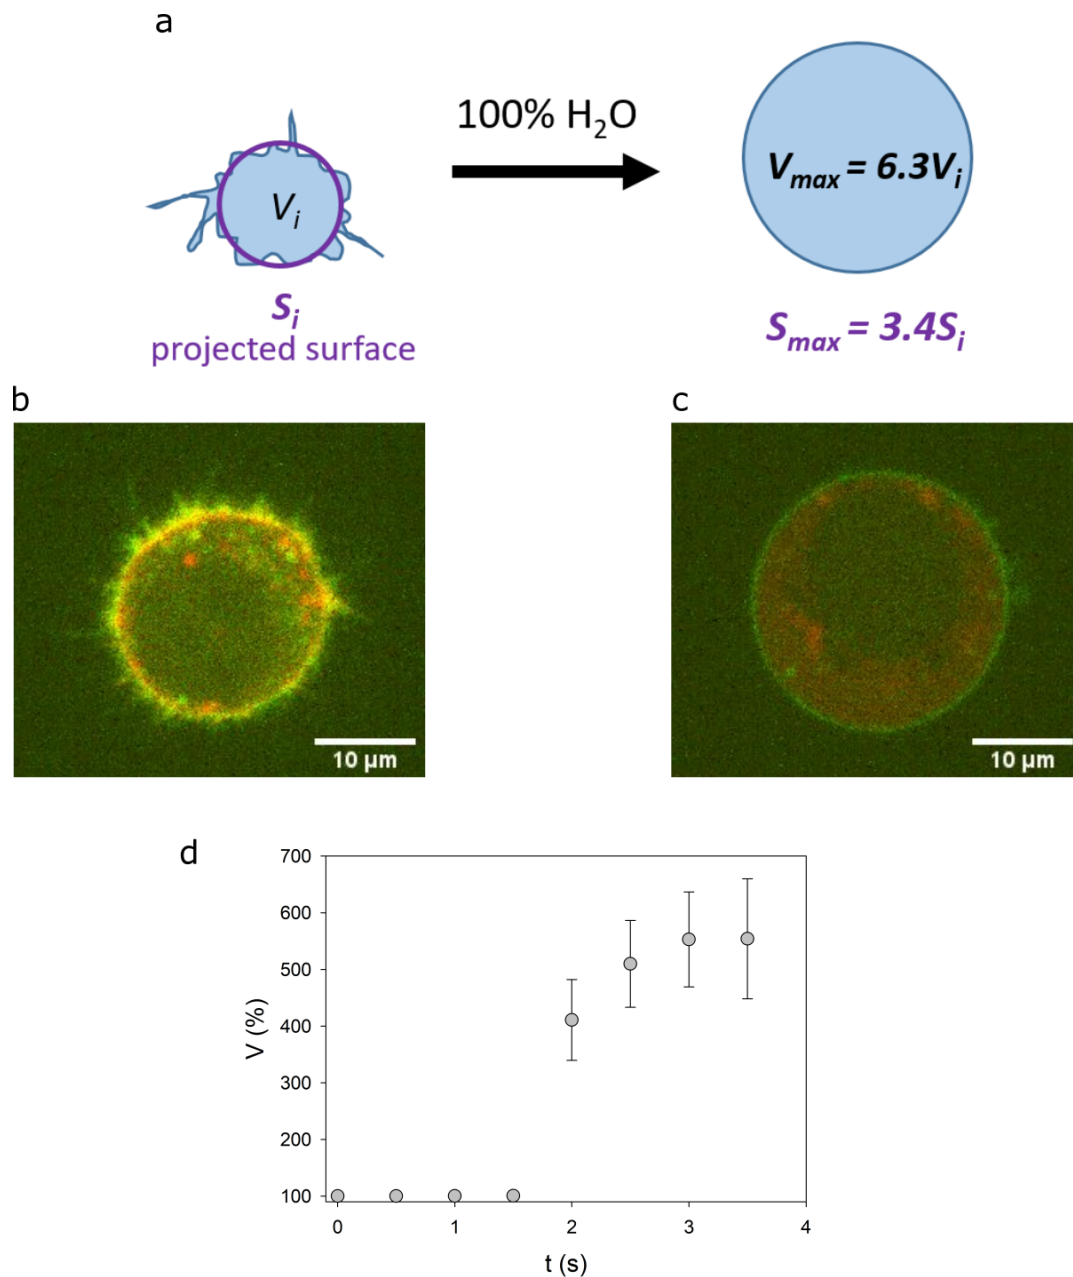 a
100% H₂O
Vᵢ
Vₘₐₓ = 6.3Vᵢ
Sᵢ
projected surface
Sₘₐₓ = 3.4Sᵢ
b
c
10 µm
10 µm
d
700
600
500
400
300
200
100
V (%)
0 1 2 3 4
t (s)